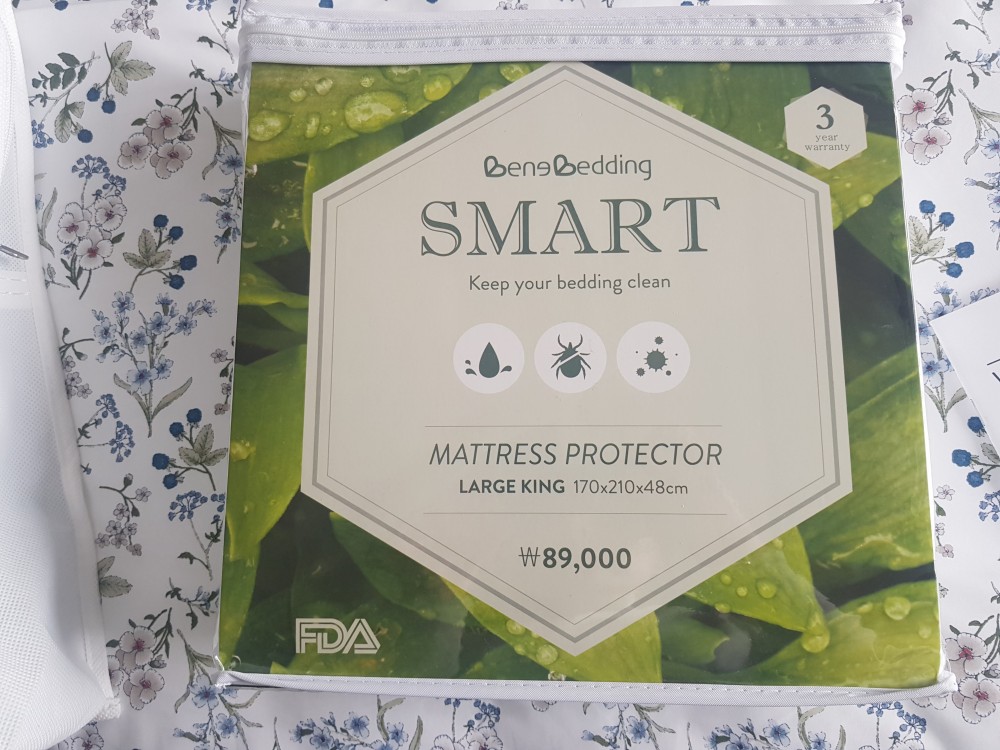 3
year
warranty
BeneBedding
SMART
Keep your bedding clean
MATTRESS PROTECTOR
LARGE KING 170x210x48cm
₩89,000
FDA